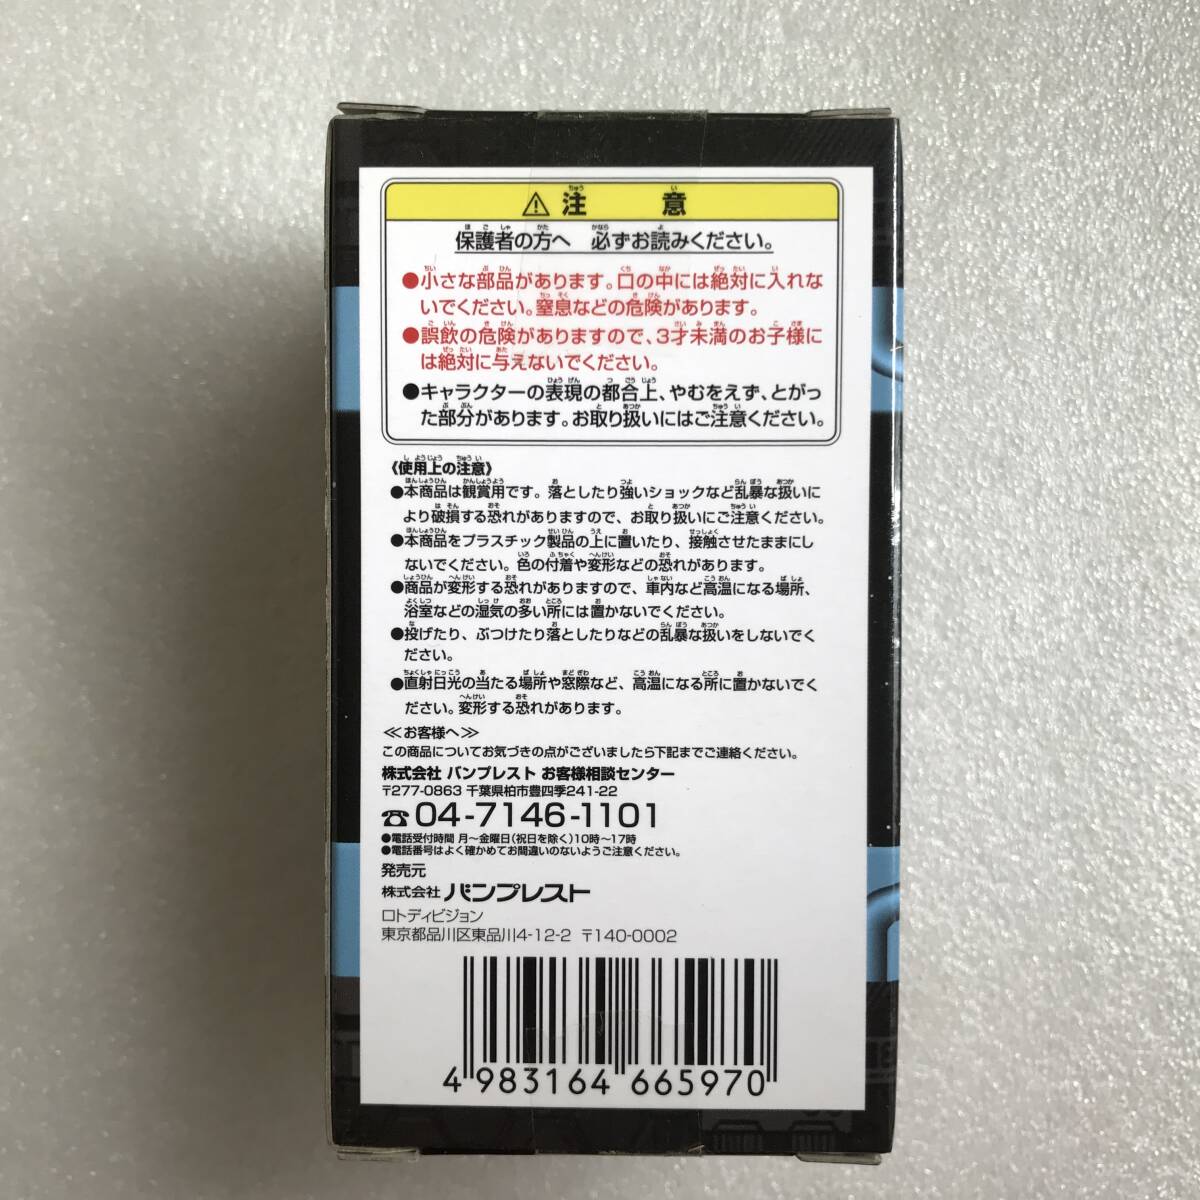 ⚠注意
保護者の方へ 必ずお読みください。
●小さな部品があります。口の中には絶対に入れな
いでください。窒息などの危険があります。
●誤飲の危険がありますので、3才未満のお子様に
は絶対に与えないでください。
●キャラクターの表現の都合上、やむをえず、とがっ
た部分があります。お取り扱いにはご注意ください。
《使用上の注意》
●本商品は観賞用です。落としたり強いショックなど乱暴な扱いに
より破損する恐れがありますので、お取り扱いにご注意ください。
●本商品をプラスチック製品の上に置いたり、接触させたままにし
ないでください。色の付着や変形などの恐れがあります。
●商品が変形する恐れがありますので、車内など高温になる場所、
浴室などの湿気の多い所には置かないでください。
●投げたり、ぶつけたり落としたりなどの乱暴な扱いをしないでく
ださい。
●直射日光の当たる場所や窓際など、高温になる所に置かないでく
ださい。変形する恐れがあります。
≪お客様へ≫
この商品についてお気づきの点がございましたら下記までご連絡ください。
株式会社 バンプレスト お客様相談センター
〒277-0863 千葉県柏市豊四季241-22
☎04-7146-1101
●電話受付時間 月～金曜日(祝日を除く)10時～17時
●電話番号はよく確かめてお間違いのないようご注意ください。
発売元
株式会社 バンプレスト
ロトディビジョン
東京都品川区東品川4-12-2 〒140-0002
4 983164 665970